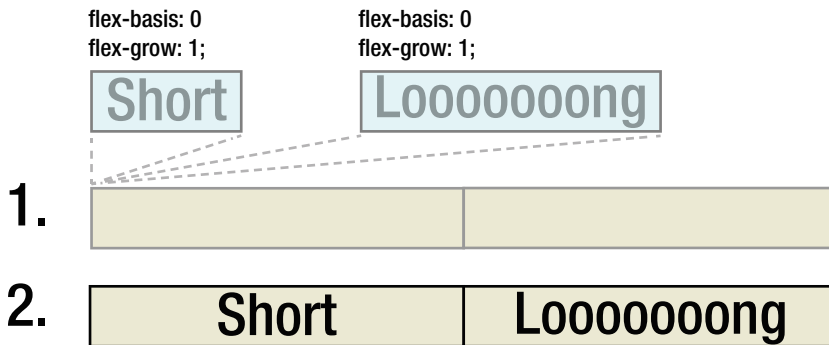 flex-basis: 0
flex-grow: 1;
flex-basis: 0
flex-grow: 1;
Short
Looooooong
1.
2.
Short
Looooooong